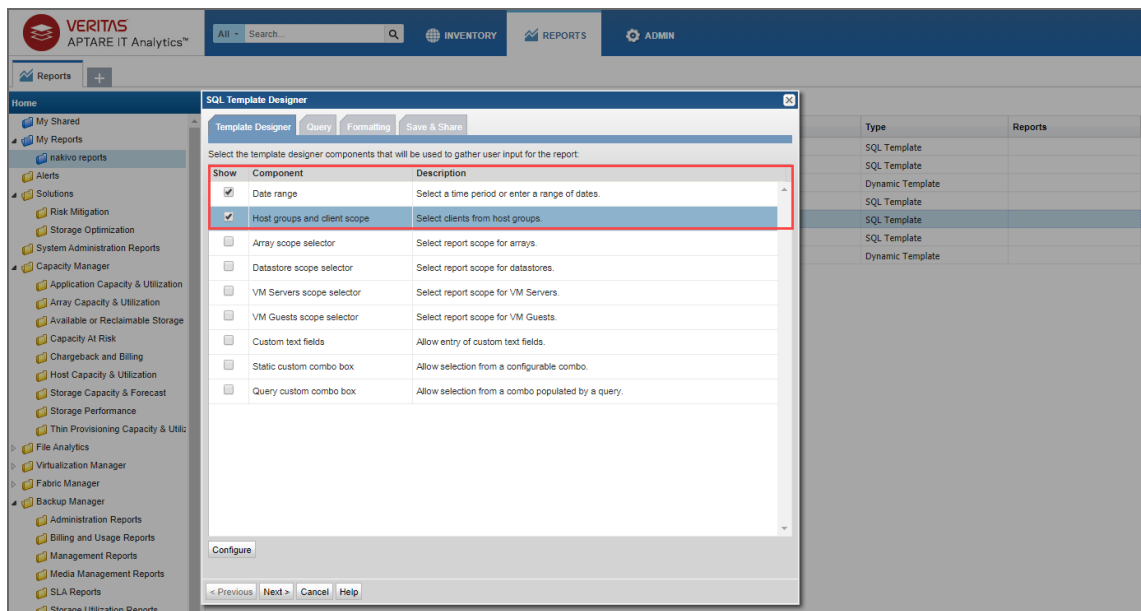 VERITAS
APTARE IT Analytics™
All Search...
INVENTORY
REPORTS
ADMIN
Reports
+
Home
My Shared
My Reports
nakivo reports
Alerts
Solutions
Risk Mitigation
Storage Optimization
System Administration Reports
Capacity Manager
Application Capacity & Utilization
Array Capacity & Utilization
Available or Reclaimable Storage
Capacity At Risk
Chargeback and Billing
Host Capacity & Utilization
Storage Capacity & Forecast
Storage Performance
Thin Provisioning Capacity & Utiliz
File Analytics
Virtualization Manager
Fabric Manager
Backup Manager
Administration Reports
Billing and Usage Reports
Management Reports
Media Management Reports
SLA Reports
Storage Utilization Reports
SQL Template Designer
Template Designer Query Formatting Save & Share
Select the template designer components that will be used to gather user input for the report:
Show Component Description
Date range Select a time period or enter a range of dates.
Host groups and client scope Select clients from host groups.
Array scope selector Select report scope for arrays.
Datastore scope selector Select report scope for datastores.
VM Servers scope selector Select report scope for VM Servers.
VM Guests scope selector Select report scope for VM Guests.
Custom text fields Allow entry of custom text fields.
Static custom combo box Allow selection from a configurable combo.
Query custom combo box Allow selection from a combo populated by a query.
Configure
< Previous Next > Cancel Help
Type Reports
SQL Template
SQL Template
Dynamic Template
SQL Template
SQL Template
SQL Template
Dynamic Template